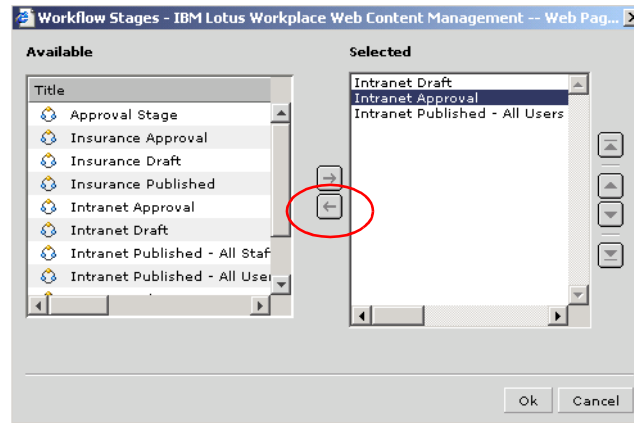 Workflow Stages - IBM Lotus Workplace Web Content Management -- Web Pag...
Available
Selected
Title
Approval Stage
Insurance Approval
Insurance Draft
Insurance Published
Intranet Approval
Intranet Draft
Intranet Published - All Staf
Intranet Published - All User
Intranet Draft
Intranet Approval
Intranet Published - All Users
Ok
Cancel